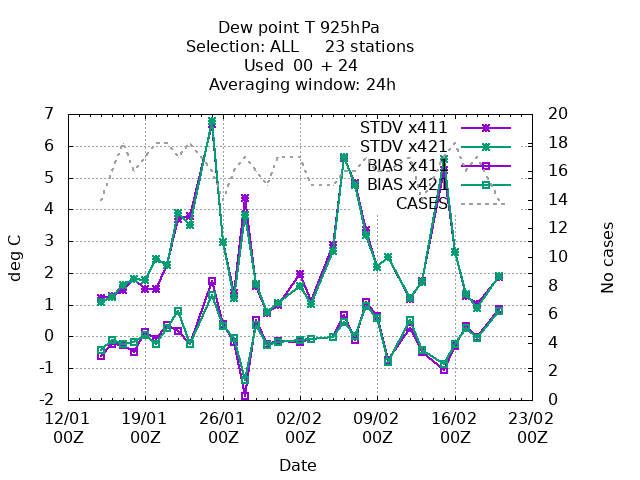 Dew point T 925hPa
Selection: ALL 23 stations
Used 00 + 24
Averaging window: 24h
7 20
STDV x411
6 18
STDV x421
5 16
BIAS x411
BIAS x421
4 14
CASES
3 12
2 10
1 8
0 6
-1 4
-2 2
0
deg C
No cases
12/01 19/01 26/01 02/02 09/02 16/02 23/02
00Z 00Z 00Z 00Z 00Z 00Z 00Z
Date